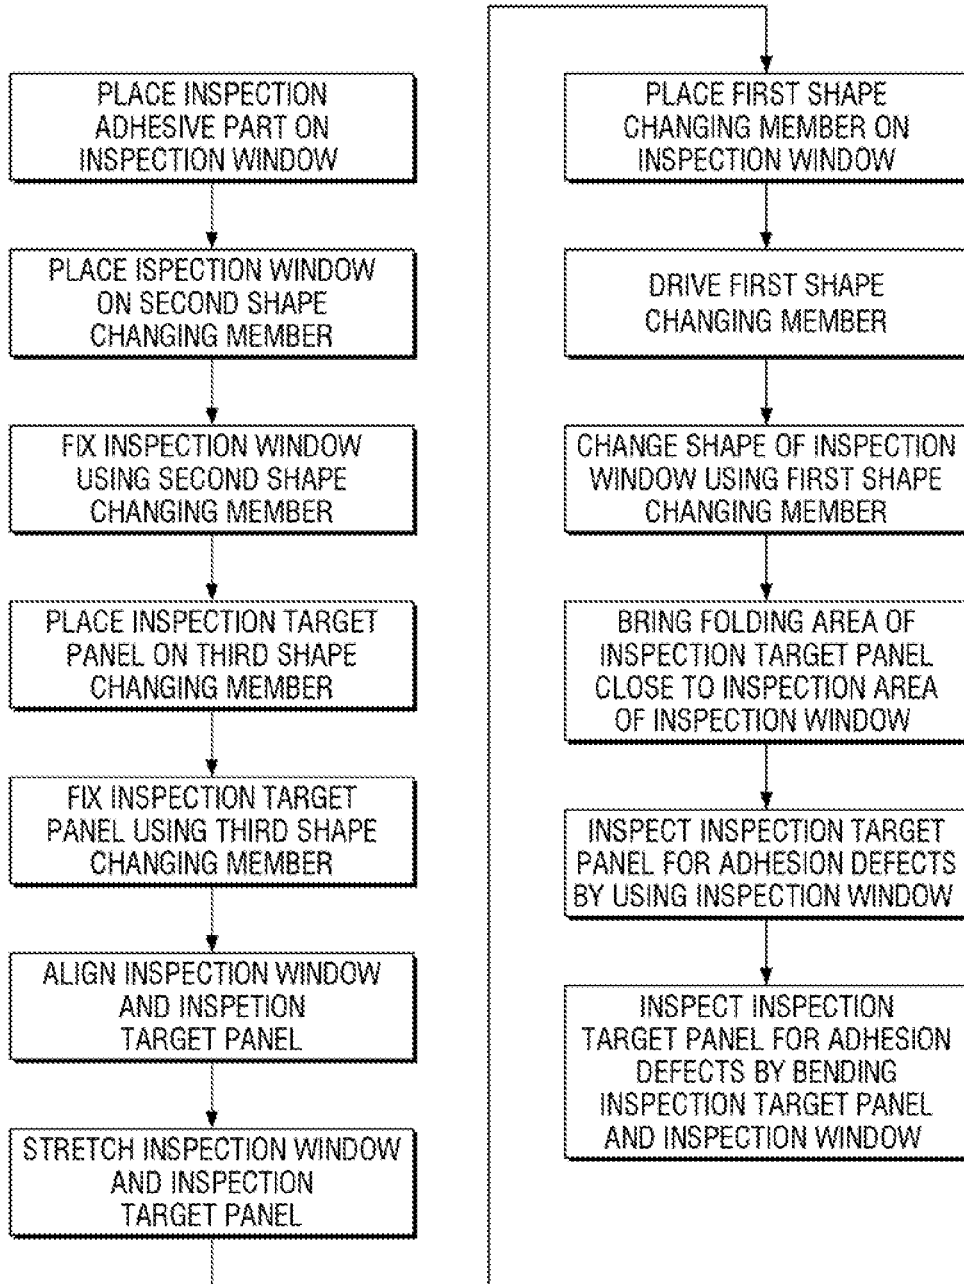 PLACE INSPECTION
ADHESIVE PART ON
INSPECTION WINDOW
PLACE ISPECTION WINDOW
ON SECOND SHAPE
CHANGING MEMBER
FIX INSPECTION WINDOW
USING SECOND SHAPE
CHANGING MEMBER
PLACE INSPECTION TARGET
PANEL ON THIRD SHAPE
CHANGING MEMBER
FIX INSPECTION TARGET
PANEL USING THIRD SHAPE
CHANGING MEMBER
ALIGN INSPECTION WINDOW
AND INSPETION
TARGET PANEL
STRETCH INSPECTION WINDOW
AND INSPECTION
TARGET PANEL
PLACE FIRST SHAPE
CHANGING MEMBER ON
INSPECTION WINDOW
DRIVE FIRST SHAPE
CHANGING MEMBER
CHANGE SHAPE OF INSPECTION
WINDOW USING FIRST SHAPE
CHANGING MEMBER
BRING FOLDING AREA OF
INSPECTION TARGET PANEL
CLOSE TO INSPECTION AREA
OF INSPECTION WINDOW
INSPECT INSPECTION TARGET
PANEL FOR ADHESION DEFECTS
BY USING INSPECTION WINDOW
INSPECT INSPECTION
TARGET PANEL FOR ADHESION
DEFECTS BY BENDING
INSPECTION TARGET PANEL
AND INSPECTION WINDOW